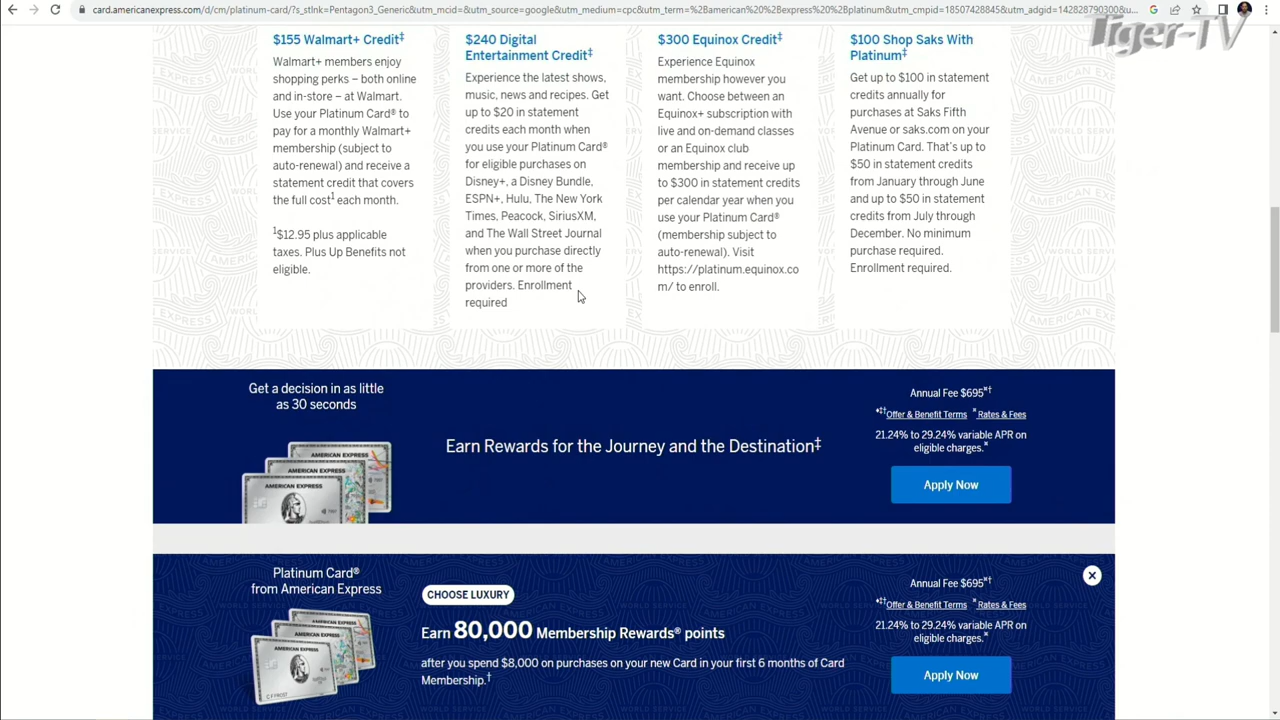 card.americanexpress.com/d/cm/platinum-card/?s_stlnk=Pentagon3_Generic&utm_mcid=&utm_source=google&utm_medium=cpc&utm_term=%2Bamerican%20%2Bexpress%20%2Bplatinum&utm_cmpid=18507428845&utm_adgid=142828790300&u...
Tiger-TV
$155 Walmart+ Credit‡
Walmart+ members enjoy
shopping perks – both online
and in-store – at Walmart.
Use your Platinum Card® to
pay for a monthly Walmart+
membership (subject to
auto-renewal) and receive a
statement credit that covers
the full cost¹ each month.
¹$12.95 plus applicable
taxes. Plus Up Benefits not
eligible.
$240 Digital
Entertainment Credit‡
Experience the latest shows,
music, news and recipes. Get
up to $20 in statement
credits each month when
you use your Platinum Card®
for eligible purchases on
Disney+, a Disney Bundle,
ESPN+, Hulu, The New York
Times, Peacock, SiriusXM,
and The Wall Street Journal
when you purchase directly
from one or more of the
providers. Enrollment
required
$300 Equinox Credit‡
Experience Equinox
membership however you
want. Choose between an
Equinox+ subscription with
live and on-demand classes
or an Equinox club
membership and receive up
to $300 in statement credits
per calendar year when you
use your Platinum Card®
(membership subject to
auto-renewal). Visit
https://platinum.equinox.co
m/ to enroll.
$100 Shop Saks With
Platinum‡
Get up to $100 in statement
credits annually for
purchases at Saks Fifth
Avenue or saks.com on your
Platinum Card. That's up to
$50 in statement credits
from January through June
and up to $50 in statement
credits from July through
December. No minimum
purchase required.
Enrollment required.
Get a decision in as little
as 30 seconds
AMERICAN EXPRESS
AMERICAN EXPRESS
AMERICAN EXPRESS
Earn Rewards for the Journey and the Destination‡
Annual Fee $695¤†
*‡†Offer & Benefit Terms ¤Rates & Fees
21.24% to 29.24% variable APR on
eligible charges.¤
Apply Now
Platinum Card®
from American Express
AMERICAN EXPRESS
AMERICAN EXPRESS
AMERICAN EXPRESS
C F FROST
CHOOSE LUXURY
Earn 80,000 Membership Rewards® points
after you spend $8,000 on purchases on your new Card in your first 6 months of Card
Membership.†
Annual Fee $695¤†
*‡†Offer & Benefit Terms ¤Rates & Fees
21.24% to 29.24% variable APR on
eligible charges.¤
Apply Now